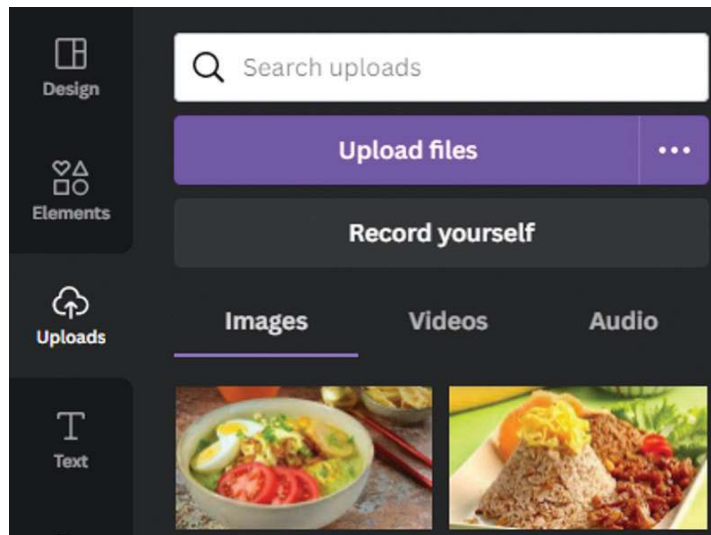 Design
Elements
Uploads
Text
Search uploads
Upload files
Record yourself
Images Videos Audio